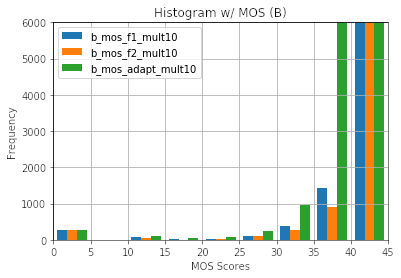 Histogram w/ MOS (B)
b_mos_f1_mult10
b_mos_f2_mult10
b_mos_adapt_mult10
Frequency
6000
5000
4000
3000
2000
1000
0
0 5 10 15 20 25 30 35 40 45
MOS Scores